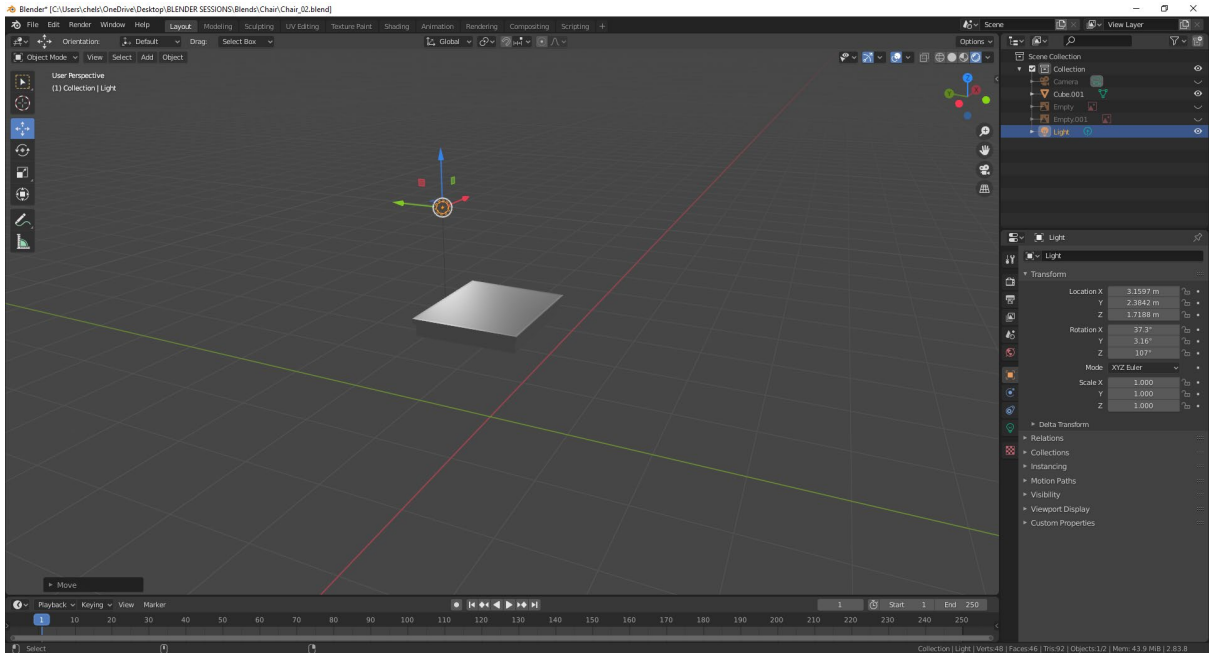 Blender* [C:\Users\chels\OneDrive\Desktop\BLENDER SESSIONS\Blends\Chair\Chair_02.blend]
File Edit Render Window Help Layout Modeling Sculpting UV Editing Texture Paint Shading Animation Rendering Compositing Scripting + Scene View Layer
Orientation: Default Drag: Select Box Global Options
Object Mode View Select Add Object
User Perspective
(1) Collection | Light
Z
Y
X
Move
Scene Collection
Collection
Camera
Cube.001
Empty
Empty.001
Light
Light
Light
Transform
Location X 3.1597 m
Y 2.3842 m
Z 1.7188 m
Rotation X 37.3°
Y 3.16°
Z 107°
Mode XYZ Euler
Scale X 1.000
Y 1.000
Z 1.000
Delta Transform
Relations
Collections
Instancing
Motion Paths
Visibility
Viewport Display
Custom Properties
Playback Keying View Marker 1 Start 1 End 250
1 10 20 30 40 50 60 70 80 90 100 110 120 130 140 150 160 170 180 190 200 210 220 230 240 250
Select Collection | Light | Verts:48 | Faces:46 | Tris:92 | Objects:1/2 | Mem: 43.9 MiB | 2.83.8